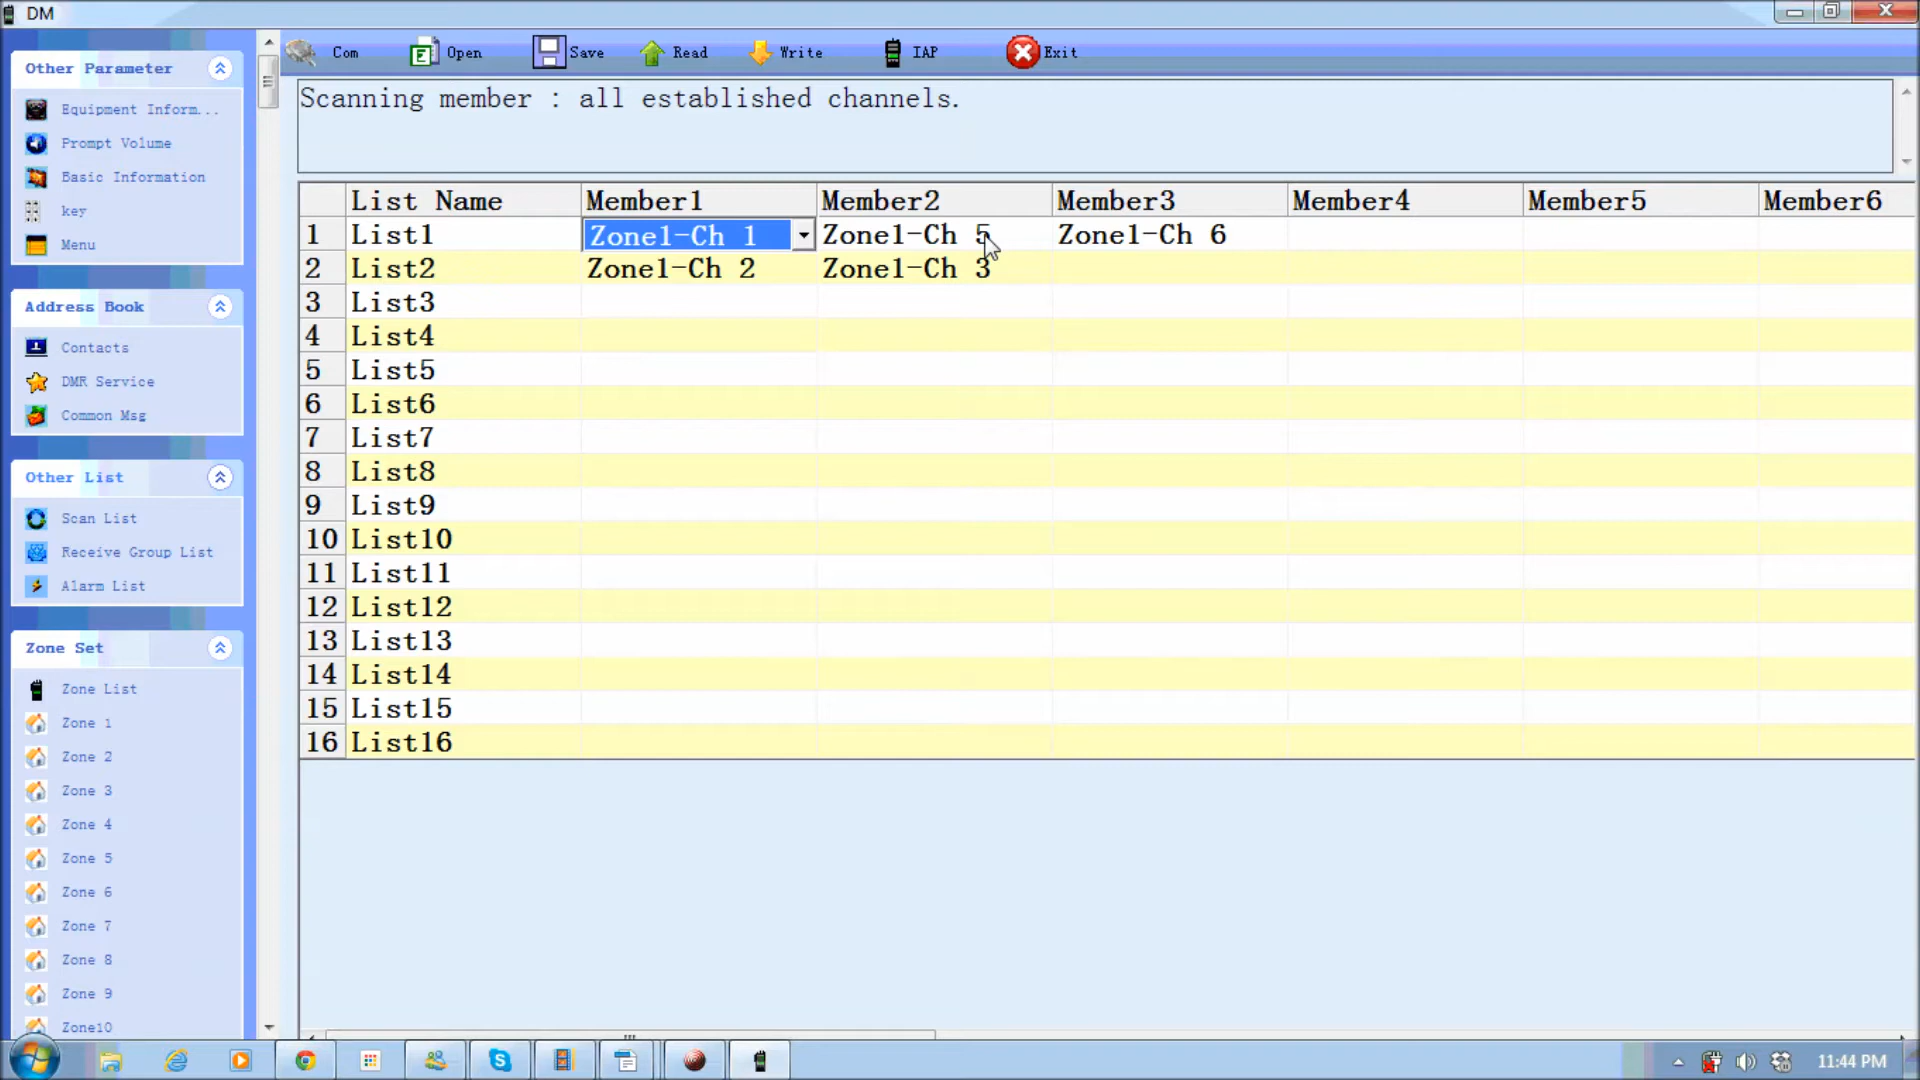 DM
Com Open Save Read Write IAP Exit
Other Parameter
Equipment Inform...
Prompt Volume
Basic Information
key
Menu
Address Book
Contacts
DMR Service
Common Msg
Other List
Scan List
Receive Group List
Alarm List
Zone Set
Zone List
Zone 1
Zone 2
Zone 3
Zone 4
Zone 5
Zone 6
Zone 7
Zone 8
Zone 9
Zone10
Scanning member : all established channels.
List Name Member1 Member2 Member3 Member4 Member5 Member6
1 List1 Zone1-Ch 1 Zone1-Ch 5 Zone1-Ch 6
2 List2 Zone1-Ch 2 Zone1-Ch 3
3 List3
4 List4
5 List5
6 List6
7 List7
8 List8
9 List9
10 List10
11 List11
12 List12
13 List13
14 List14
15 List15
16 List16
11:44 PM